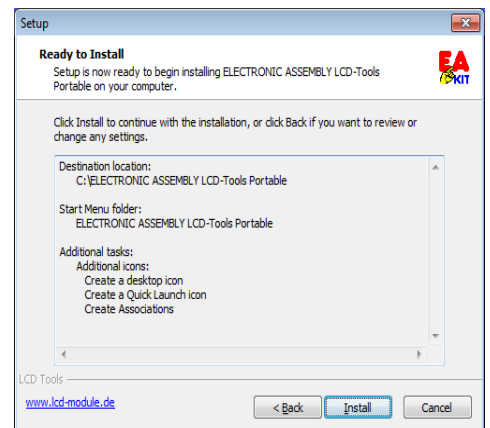 Setup
Ready to Install
Setup is now ready to begin installing ELECTRONIC ASSEMBLY LCD-Tools
Portable on your computer.
EA
KIT
Click Install to continue with the installation, or click Back if you want to review or
change any settings.
Destination location:
C:\ELECTRONIC ASSEMBLY LCD-Tools Portable
Start Menu folder:
ELECTRONIC ASSEMBLY LCD-Tools Portable
Additional tasks:
Additional icons:
Create a desktop icon
Create a Quick Launch icon
Create Associations
LCD Tools
www.lcd-module.de
< Back
Install
Cancel